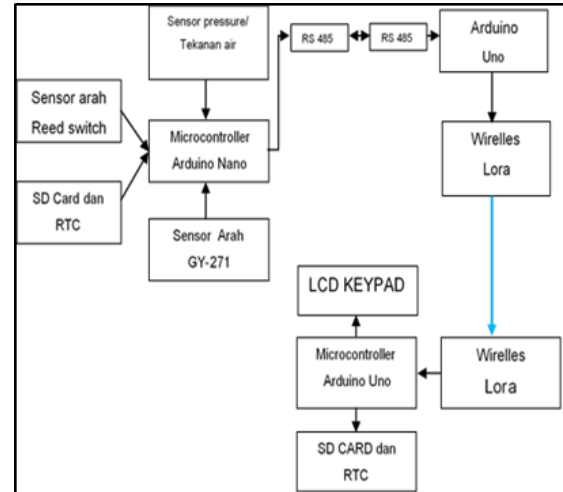 Sensor pressure/
Tekanan air
RS 485
RS 485
Arduino
Uno
Sensor arah
Reed switch
Microcontroller
Arduino Nano
Wirelles
Lora
SD Card dan
RTC
Sensor Arah
GY-271
LCD KEYPAD
Microcontroller
Arduino Uno
Wirelles
Lora
SD CARD dan
RTC